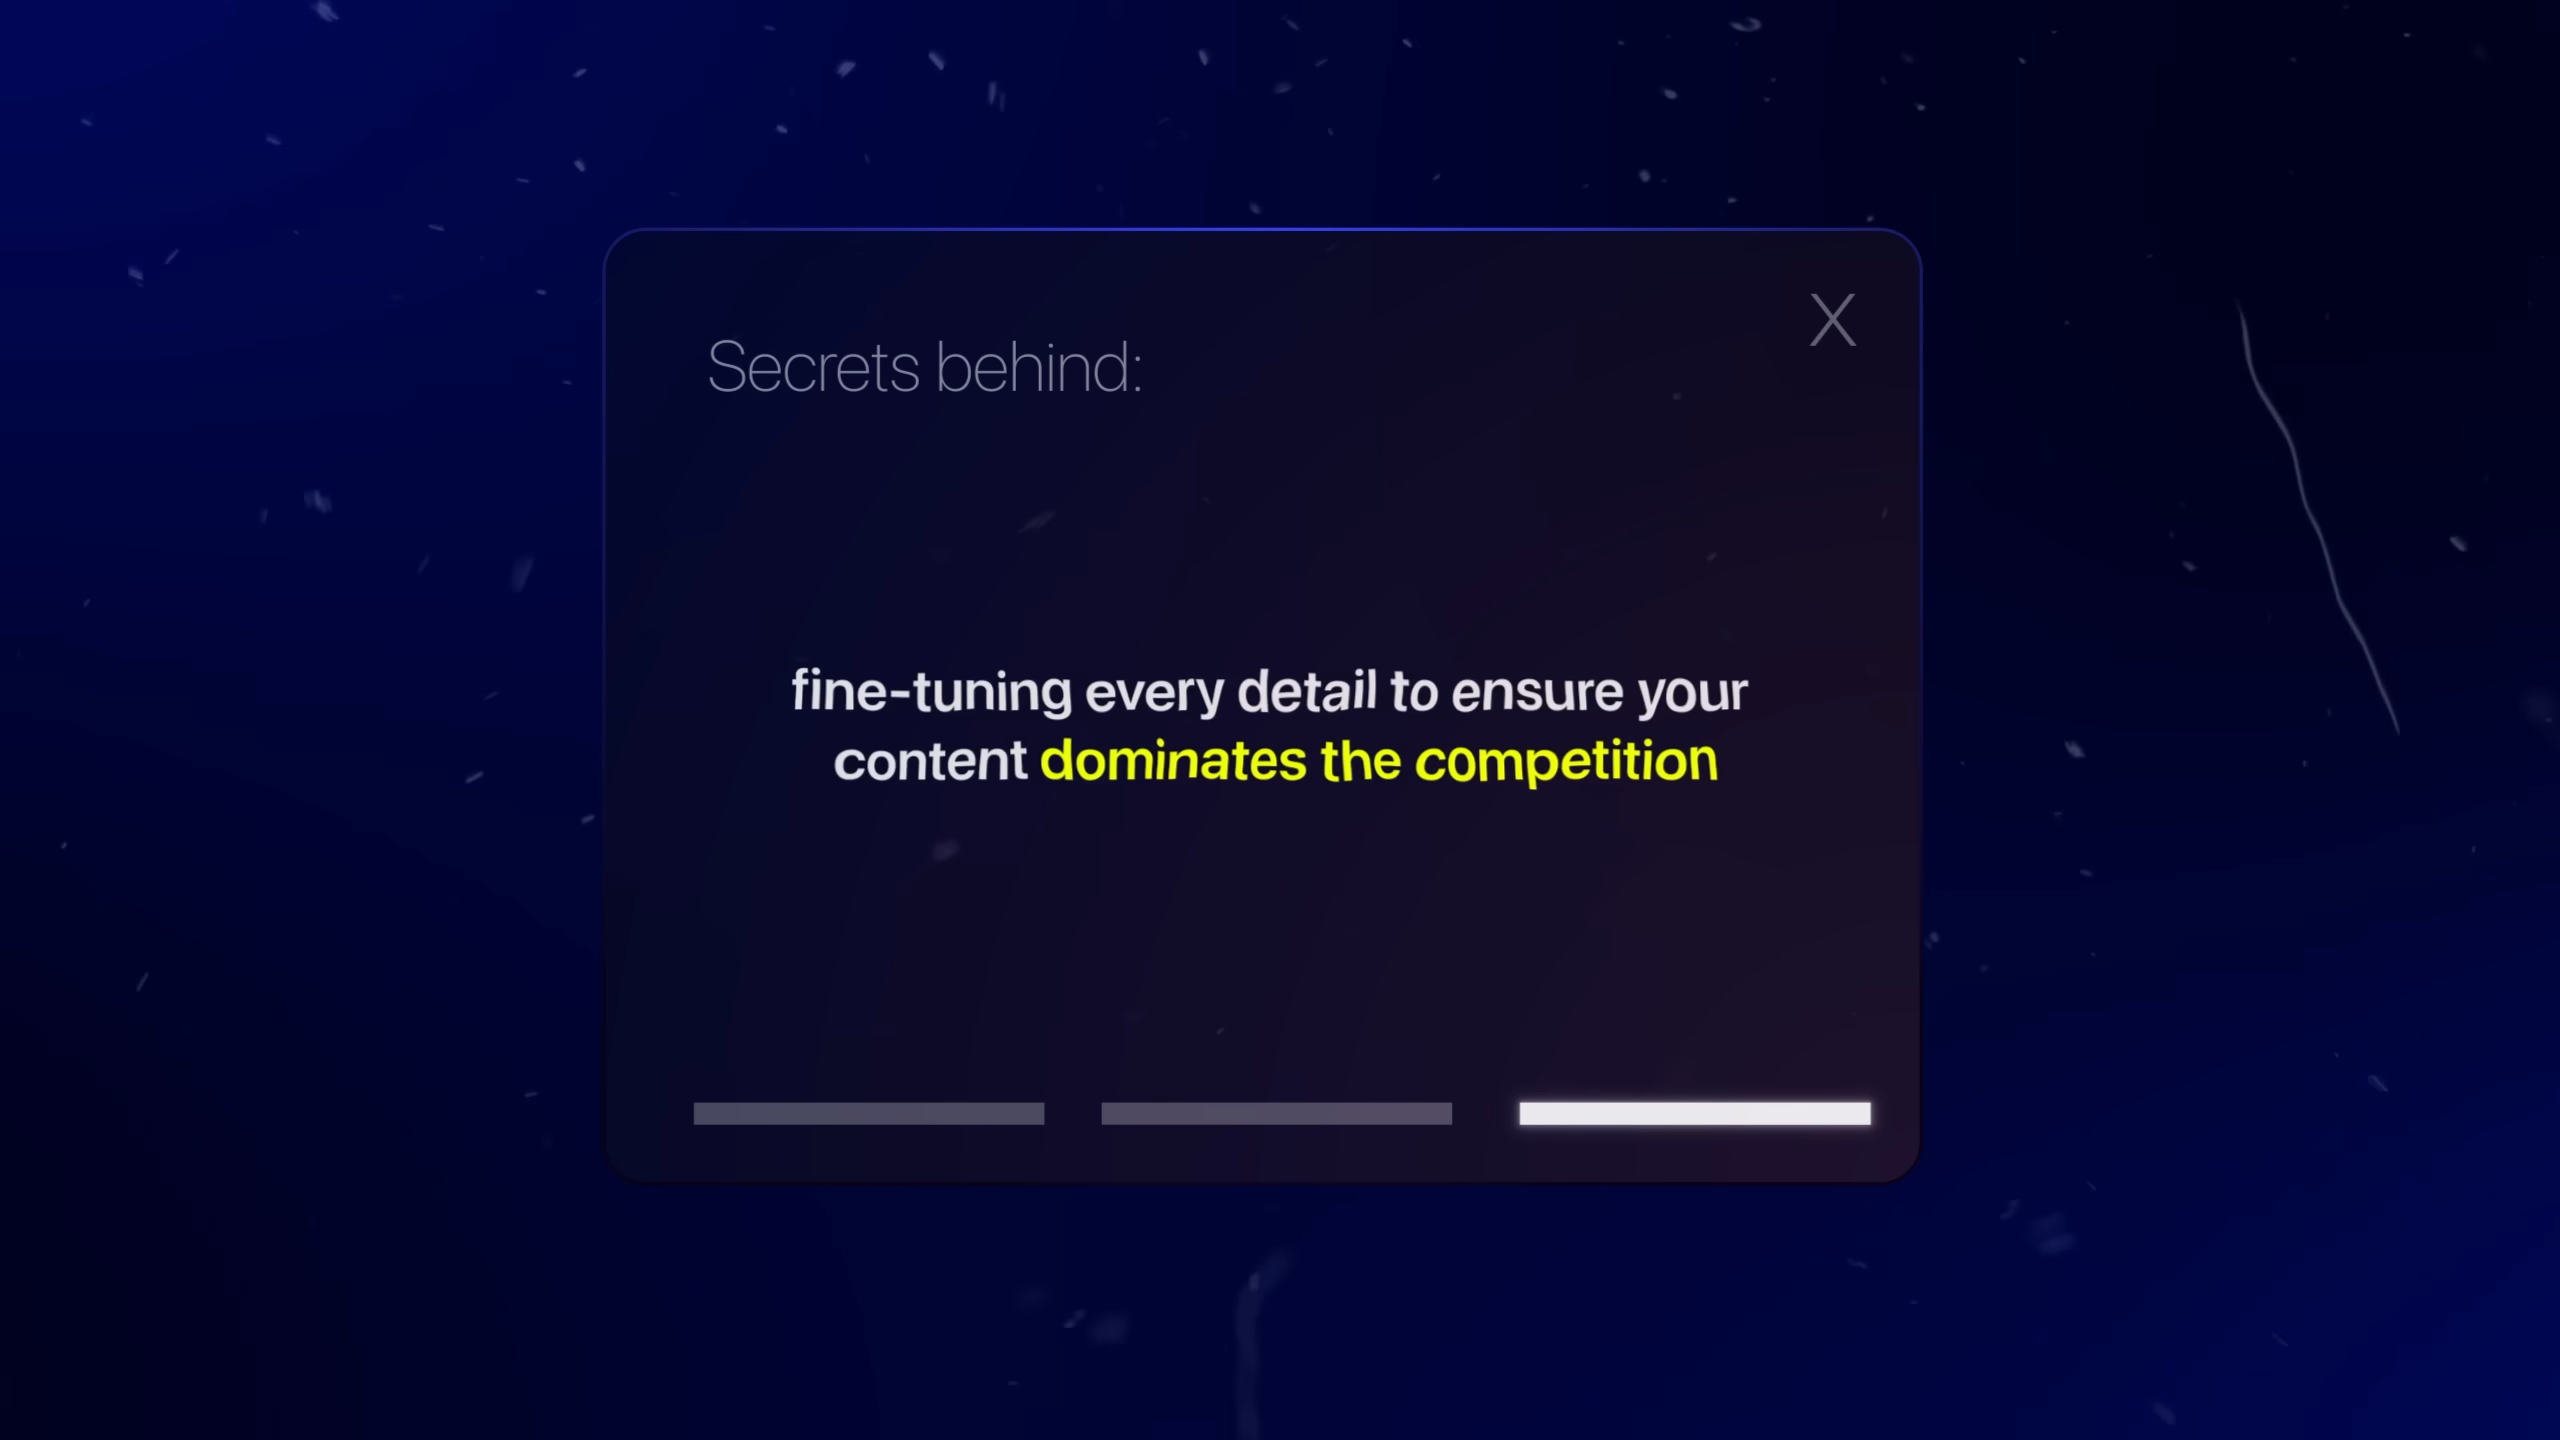 X
Secrets behind:
fine-tuning every detail to ensure your
content dominates the competition